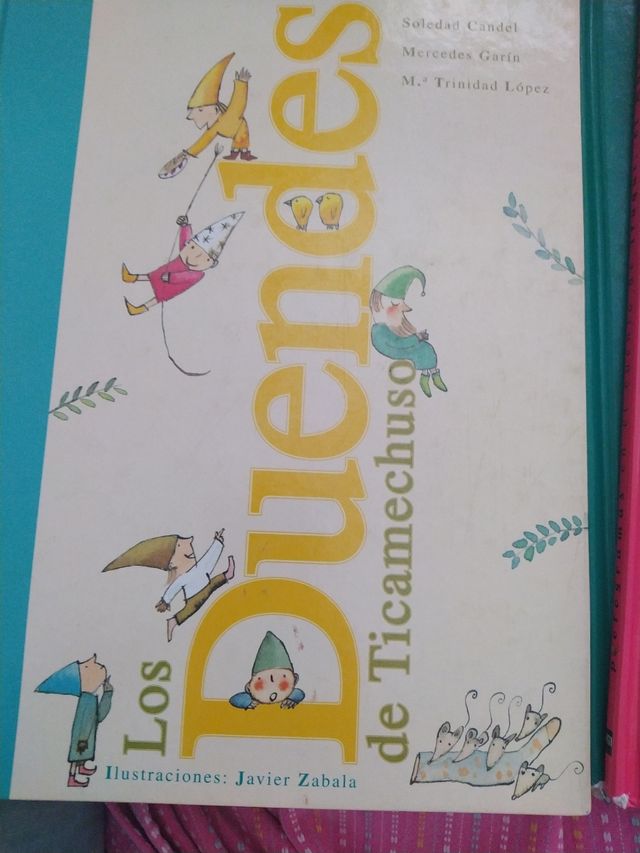 Soledad Candel
Mercedes Garín
M.ª Trinidad López
Los
Duendes
de Ticamechuso
Ilustraciones: Javier Zabala